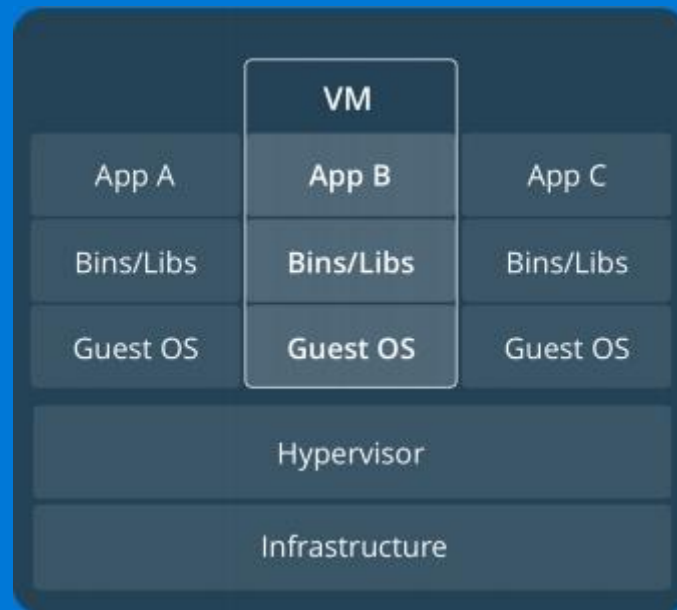 VM
App A App B App C
Bins/Libs Bins/Libs Bins/Libs
Guest OS Guest OS Guest OS
Hypervisor
Infrastructure